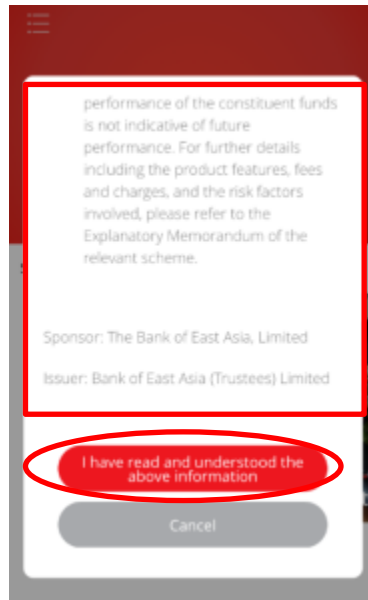 performance of the constituent funds
is not indicative of future
performance. For further details
including the product features, fees
and charges, and the risk factors
involved, please refer to the
Explanatory Memorandum of the
relevant scheme.
Sponsor: The Bank of East Asia, Limited
Issuer: Bank of East Asia (Trustees) Limited
I have read and understood the
above information
Cancel